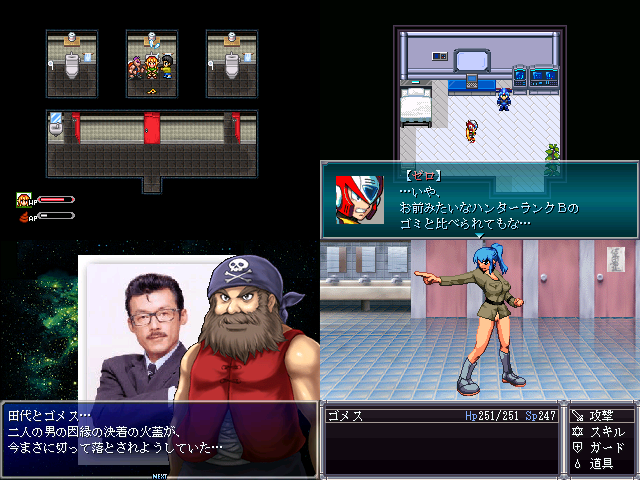 HP
AP
【ゼロ】
…いや、
お前みたいなハンターランクBの
ゴミと比べられてもな…
田代とゴメス…
二人の男の因縁の決着の火蓋が、
今まさに切って落とされようしていた…
NEXT
ゴメス Hp251/251 Sp247
攻撃
スキル
ガード
道具